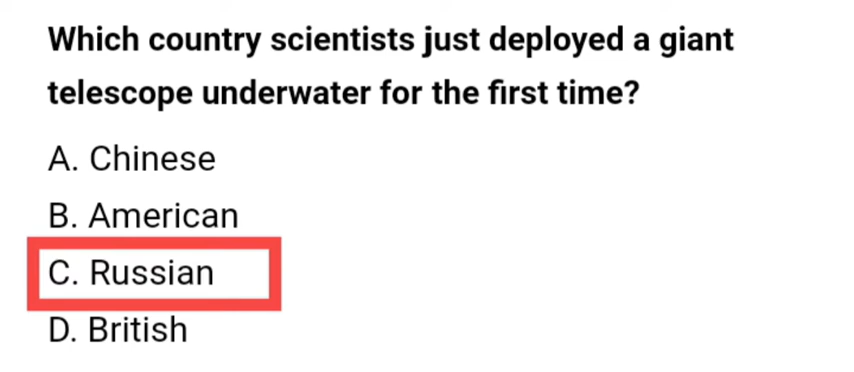 Which country scientists just deployed a giant
telescope underwater for the first time?
A. Chinese
B. American
C. Russian
D. British